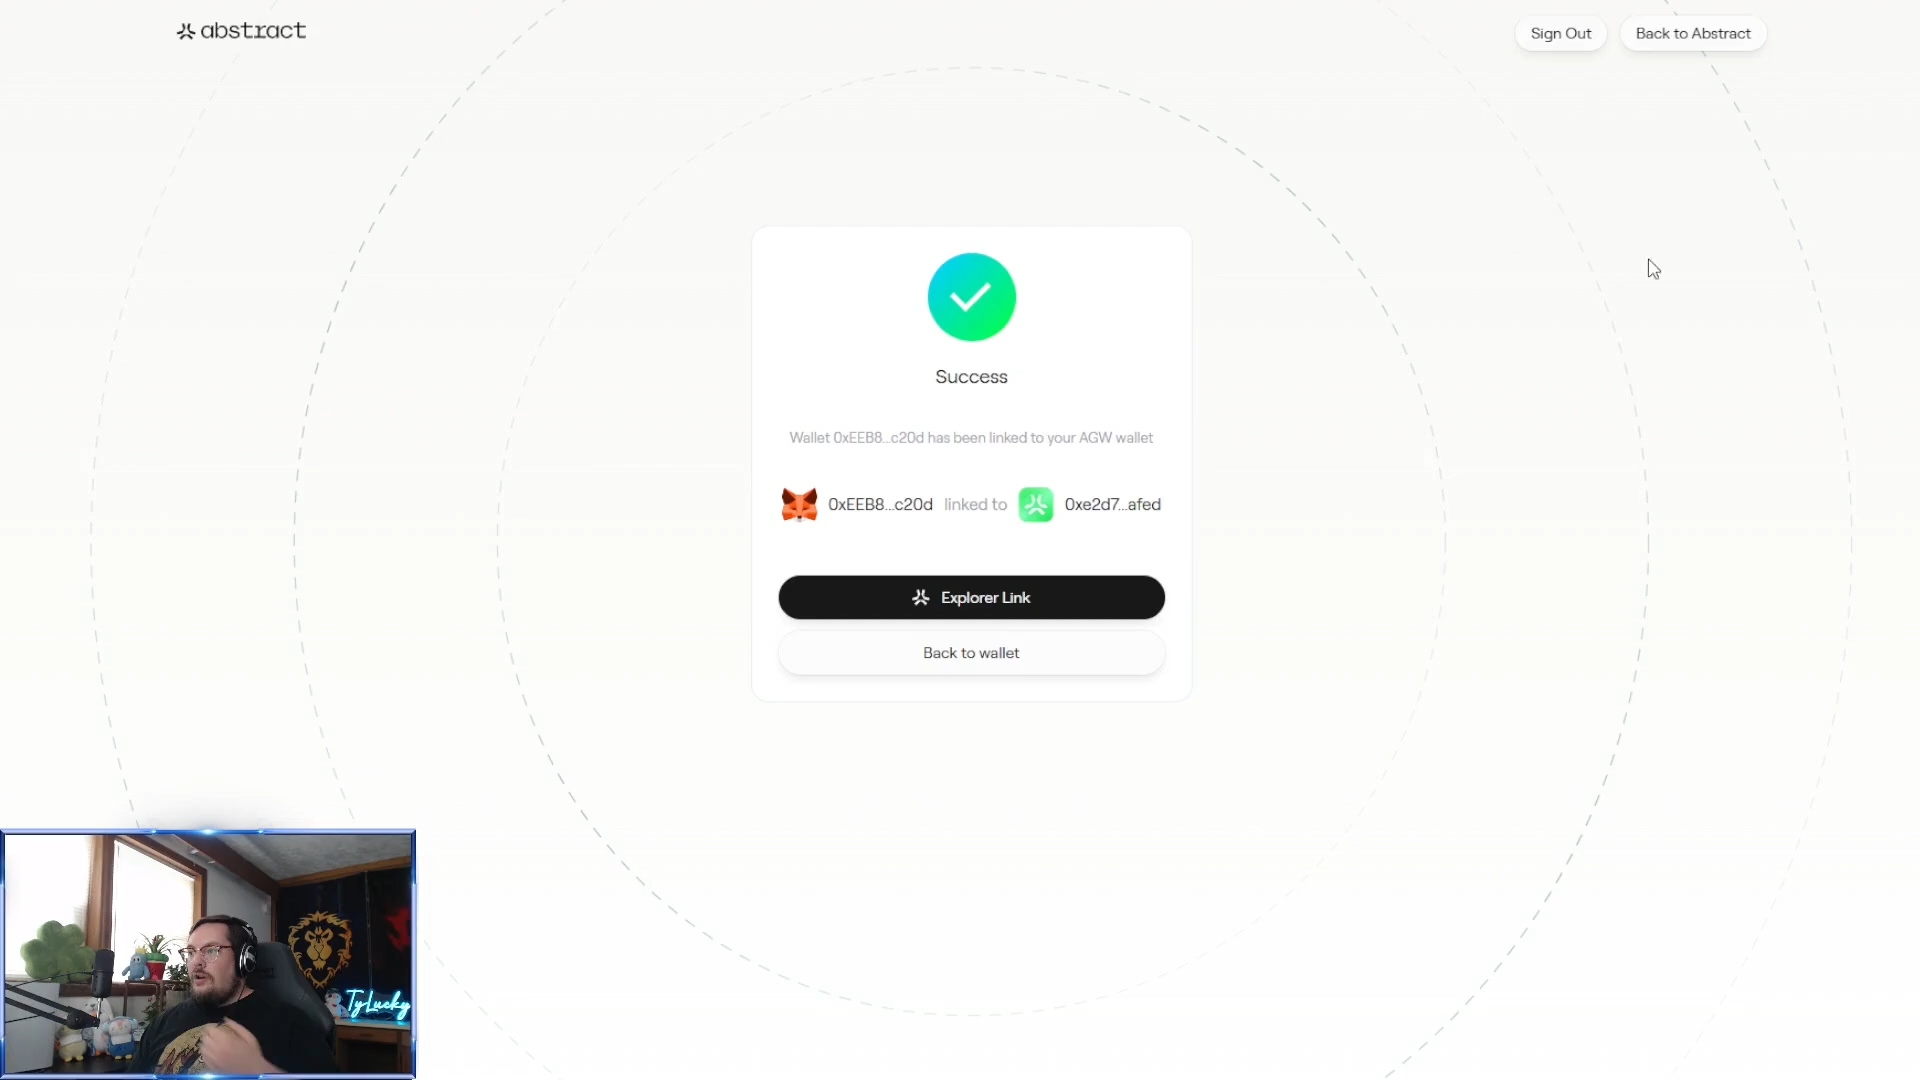 abstract
Sign Out
Back to Abstract
Success
Wallet 0xEEB8...c20d has been linked to your AGW wallet
0xEEB8...c20d linked to 0xe2d7...afed
Explorer Link
Back to wallet
TyLucky